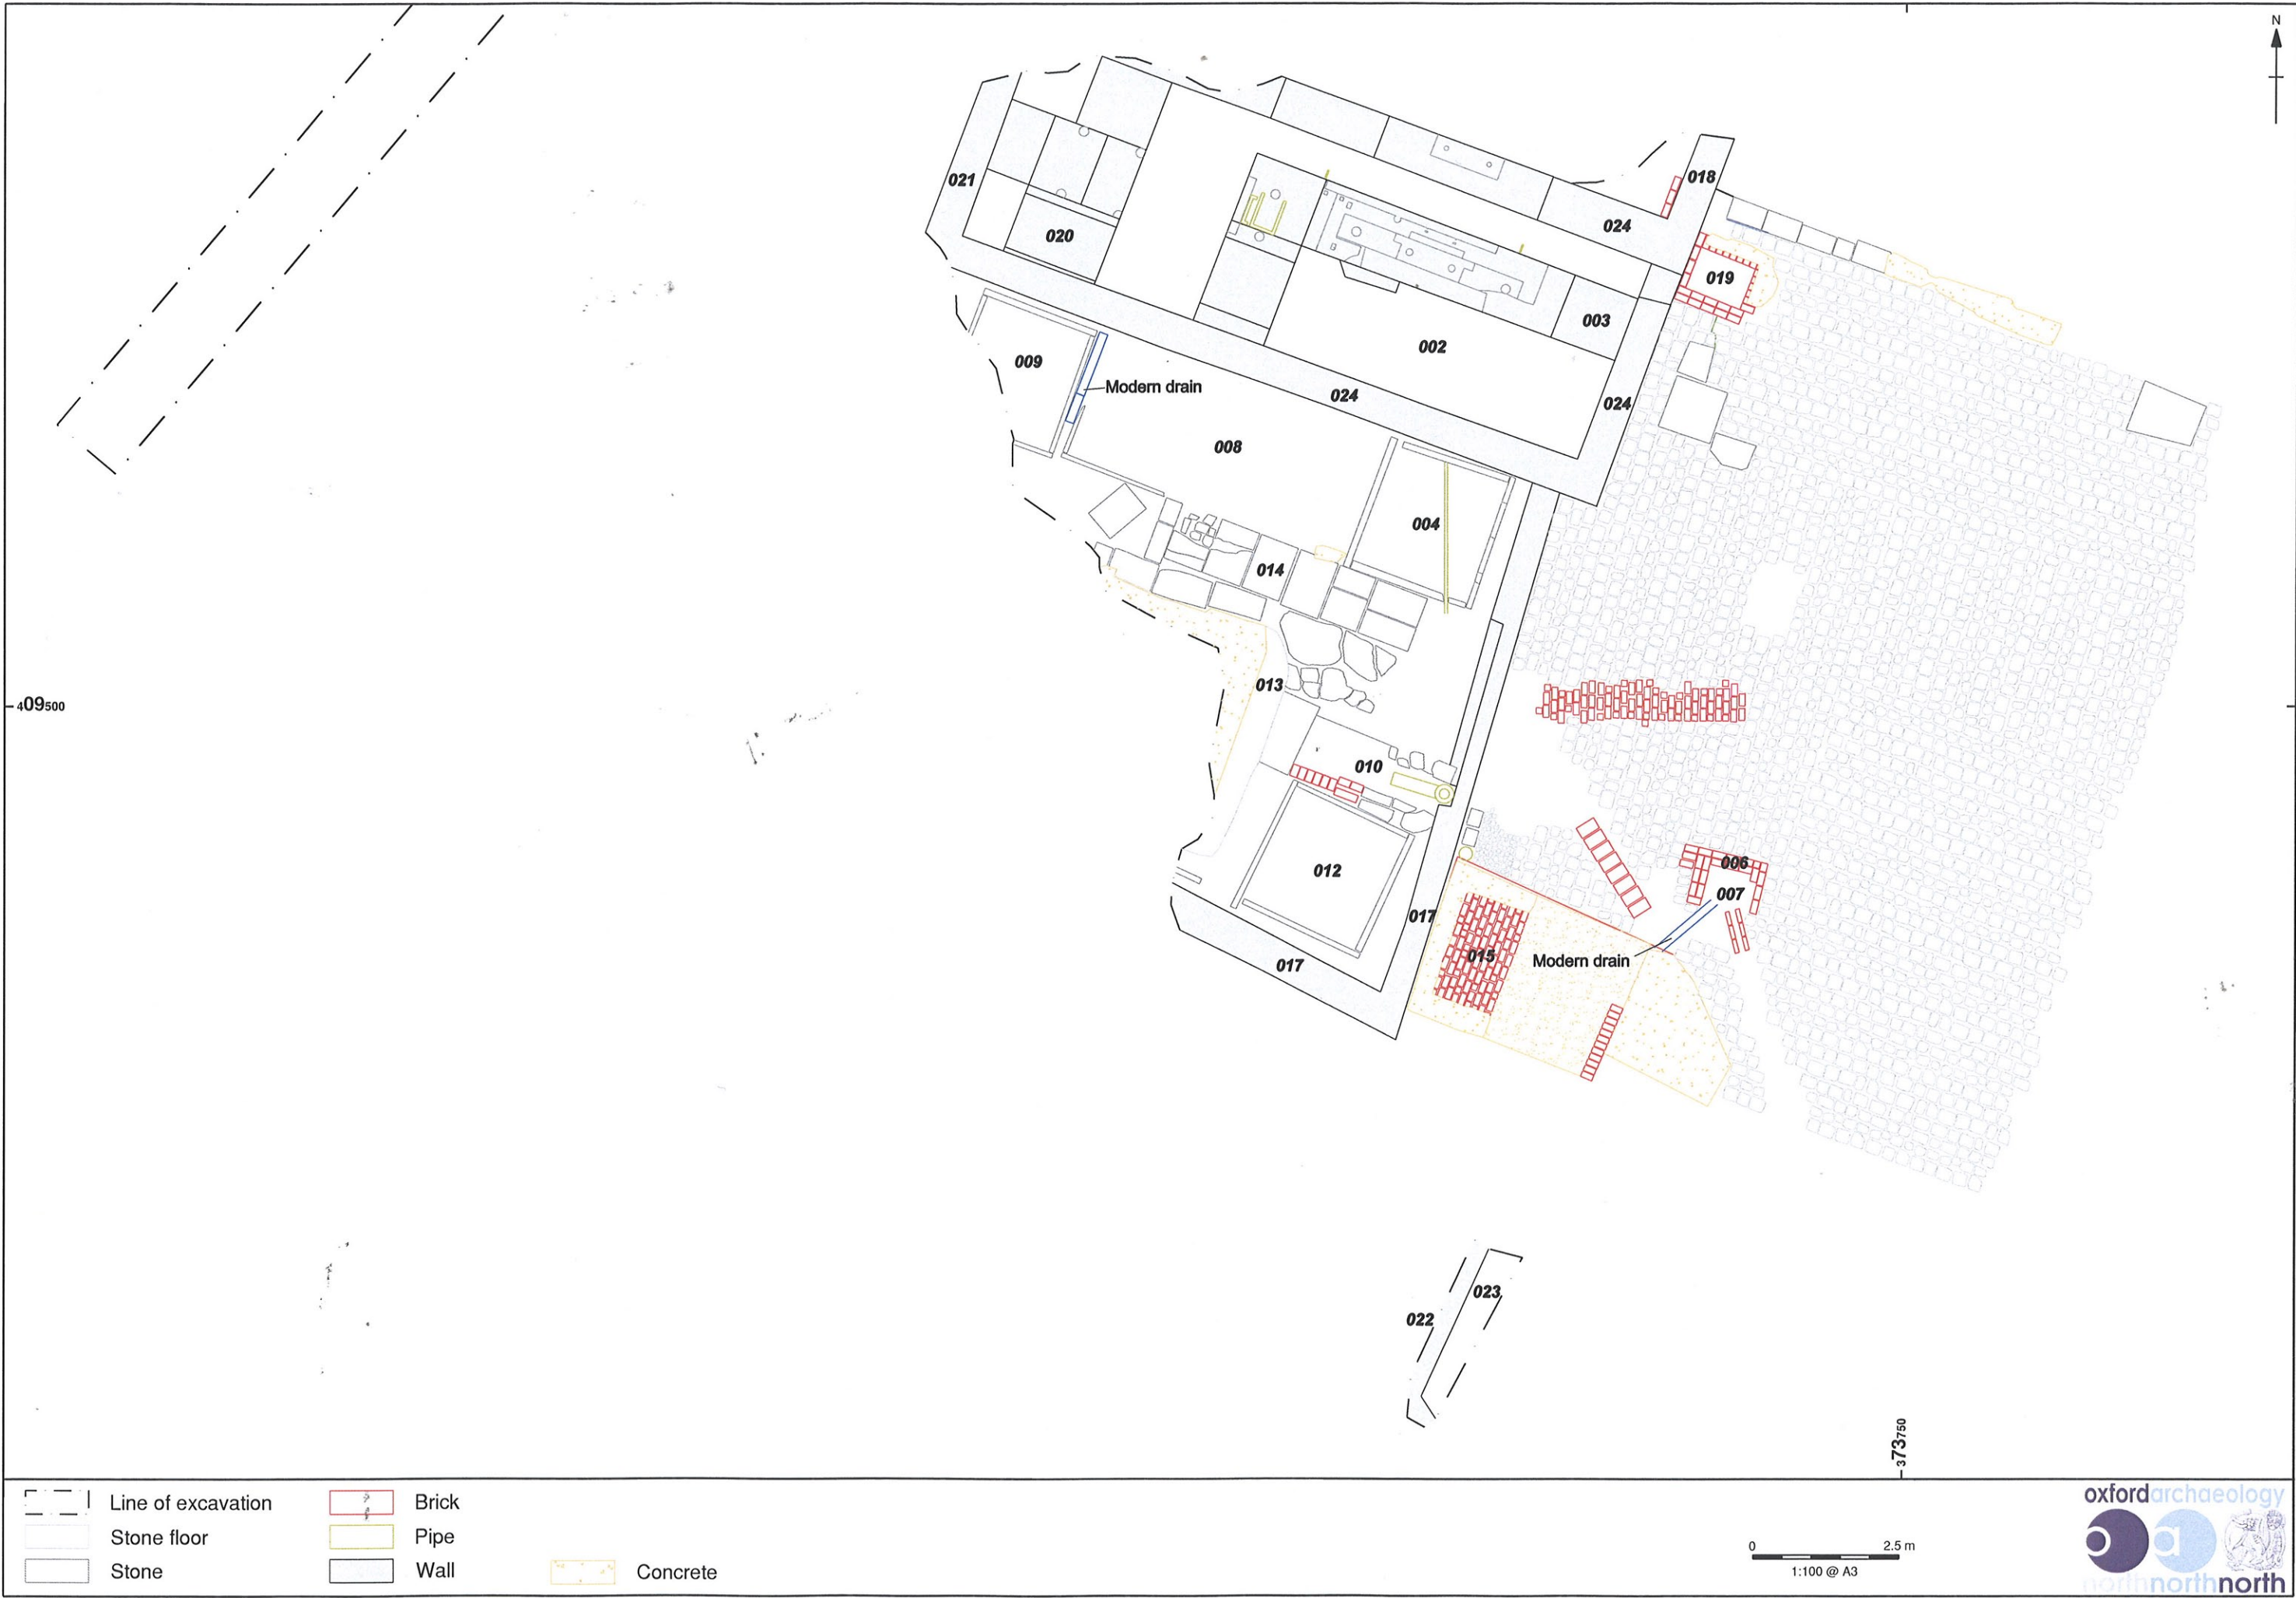 N
018
021
024
020
019
003
002
009
Modern drain
024
024
008
004
014
013
409500
010
006
012
007
017
015
Modern drain
017
023
022
373750
Line of excavation
Brick
Stone floor
Pipe
Stone
Wall
Concrete
0 2.5 m
1:100 @ A3
oxfordarchaeology
a
northnorthnorth